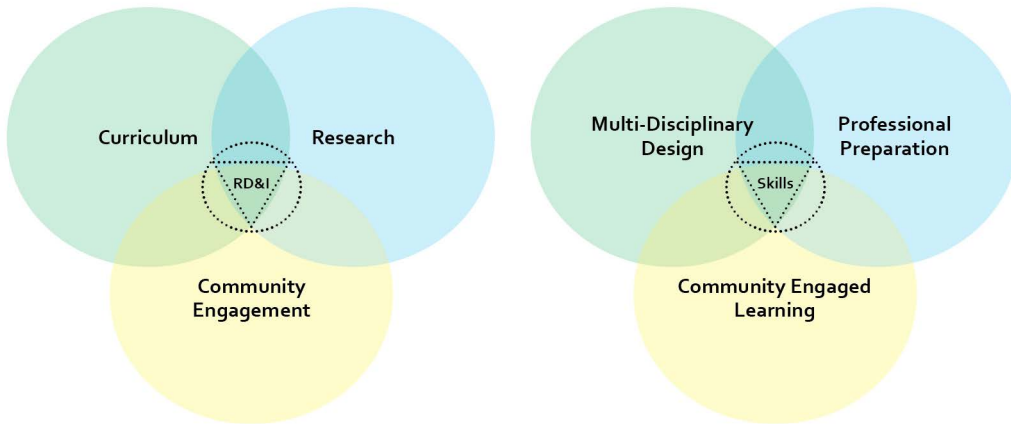 Curriculum
Research
RD&I
Community
Engagement
Multi-Disciplinary
Design
Professional
Preparation
Skills
Community Engaged
Learning